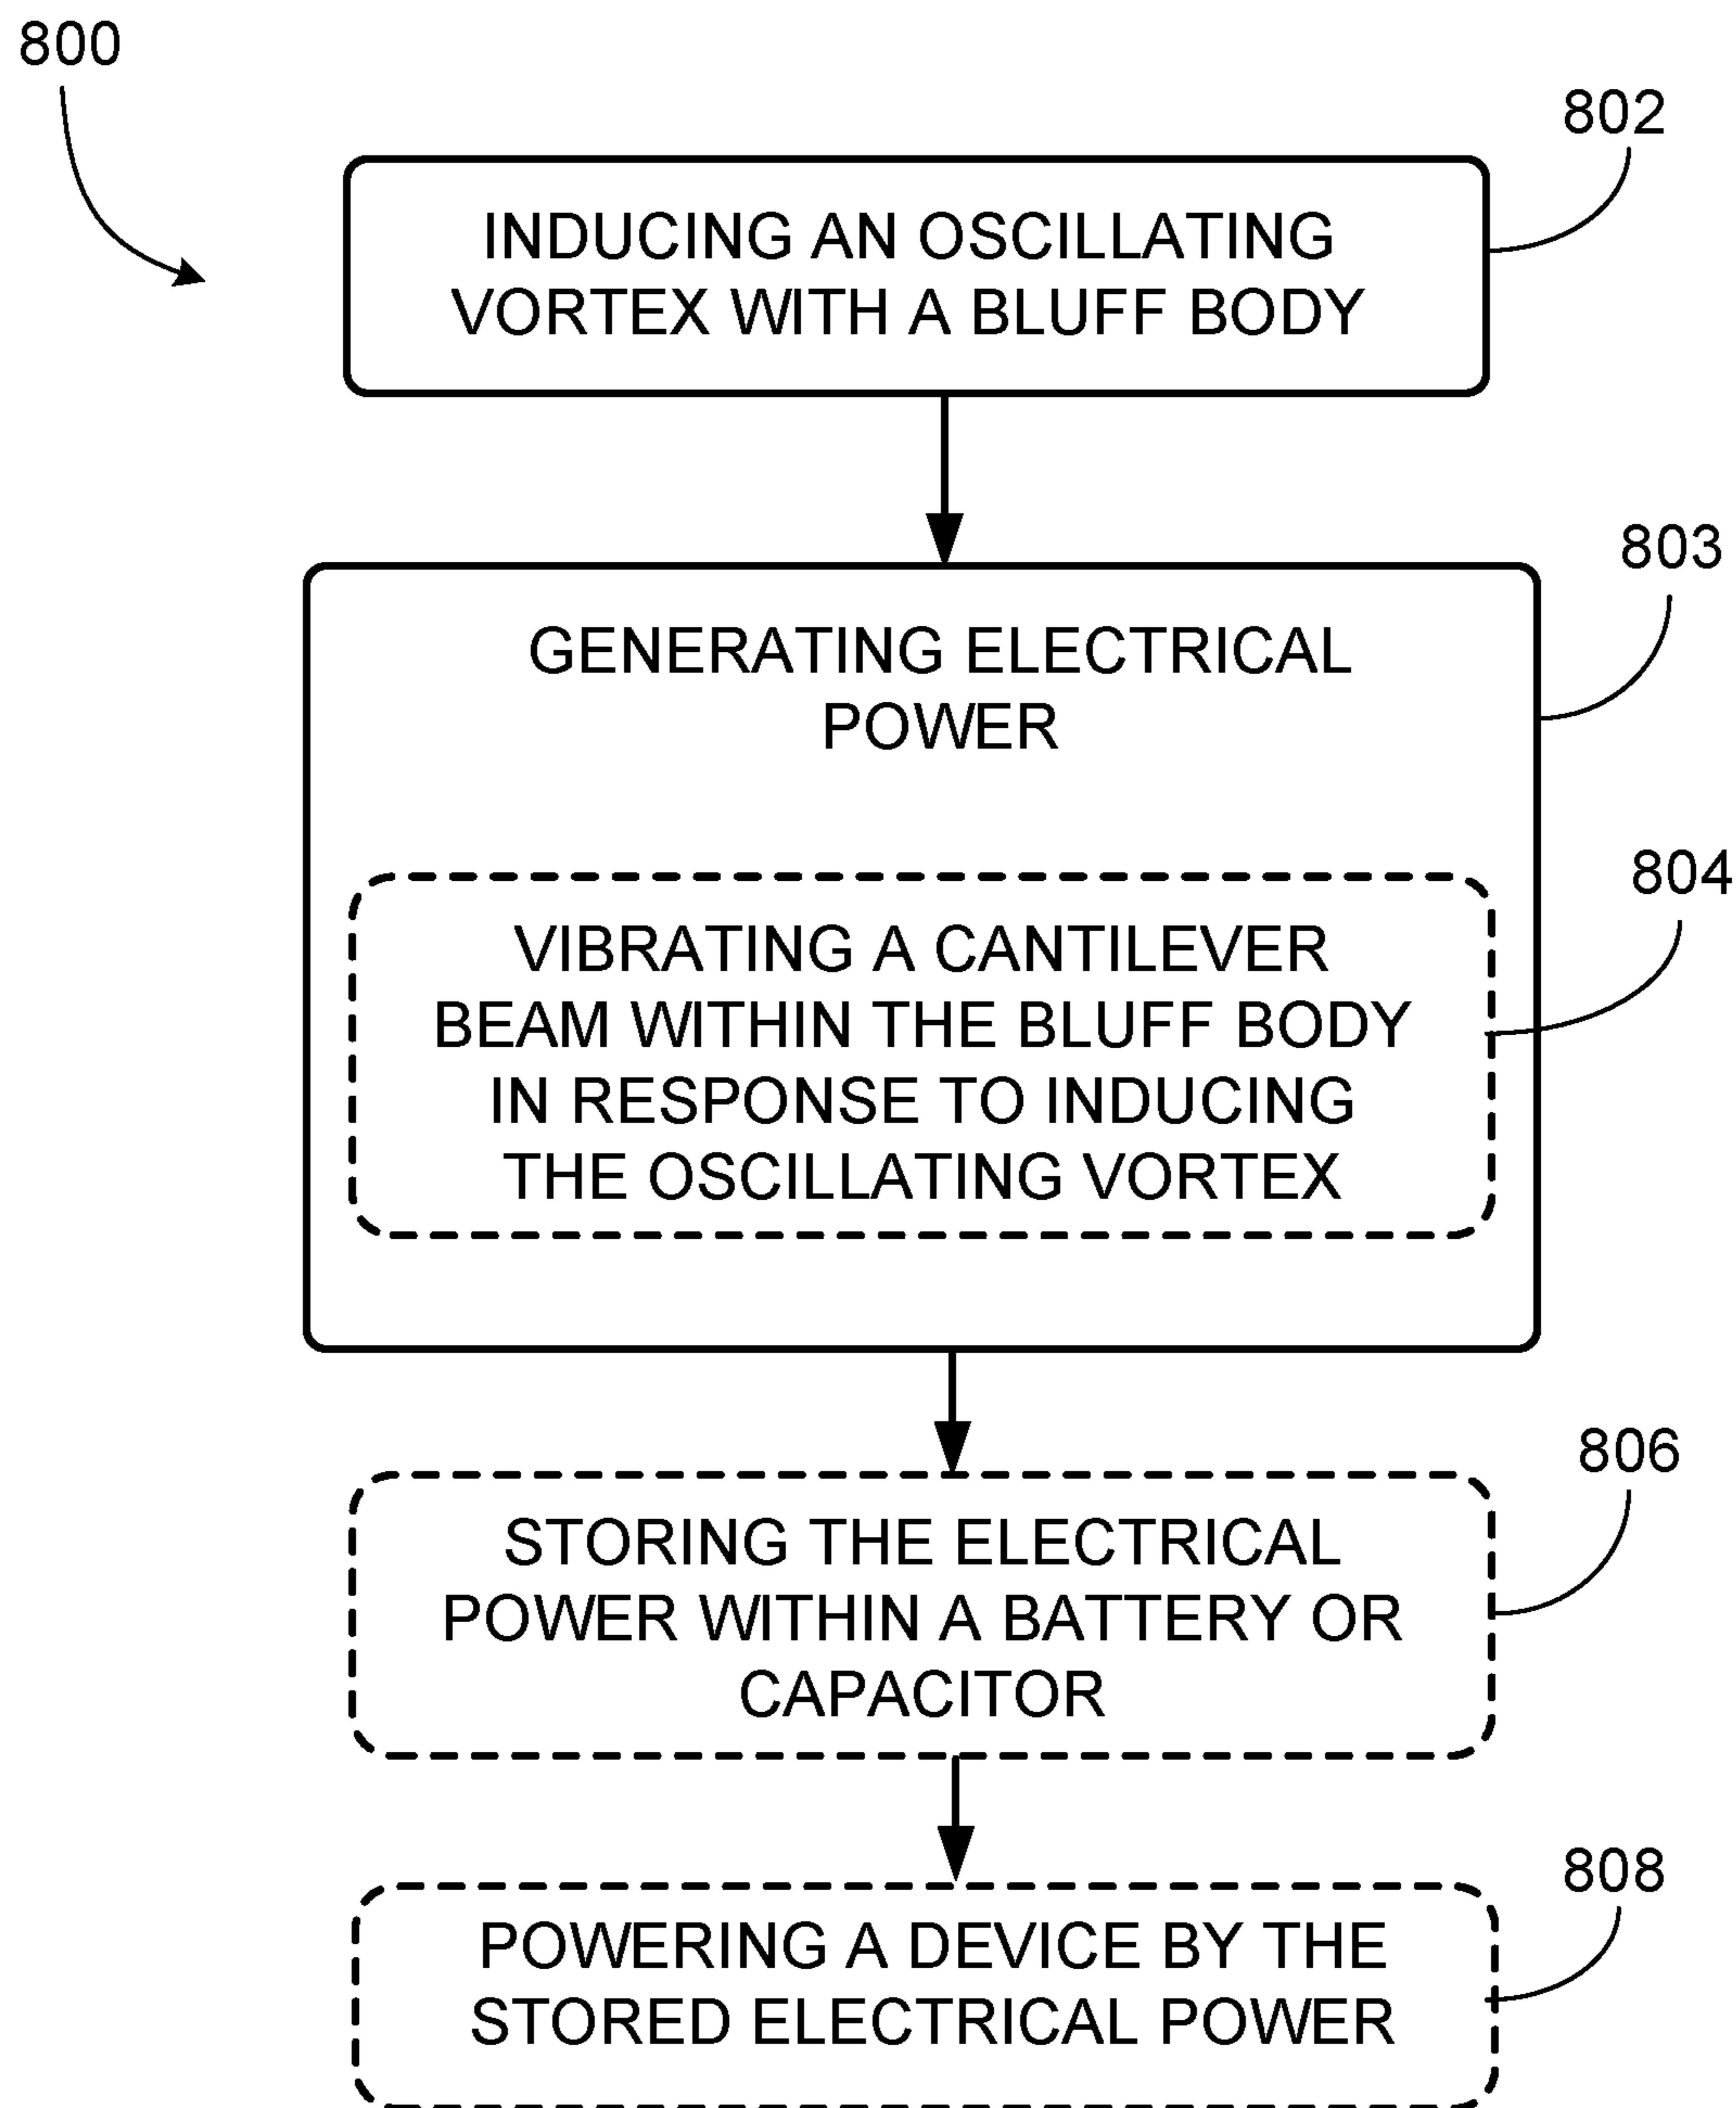 800
802
INDUCING AN OSCILLATING
VORTEX WITH A BLUFF BODY
803
GENERATING ELECTRICAL
POWER
804
VIBRATING A CANTILEVER
BEAM WITHIN THE BLUFF BODY
IN RESPONSE TO INDUCING
THE OSCILLATING VORTEX
806
STORING THE ELECTRICAL
POWER WITHIN A BATTERY OR
CAPACITOR
808
POWERING A DEVICE BY THE
STORED ELECTRICAL POWER